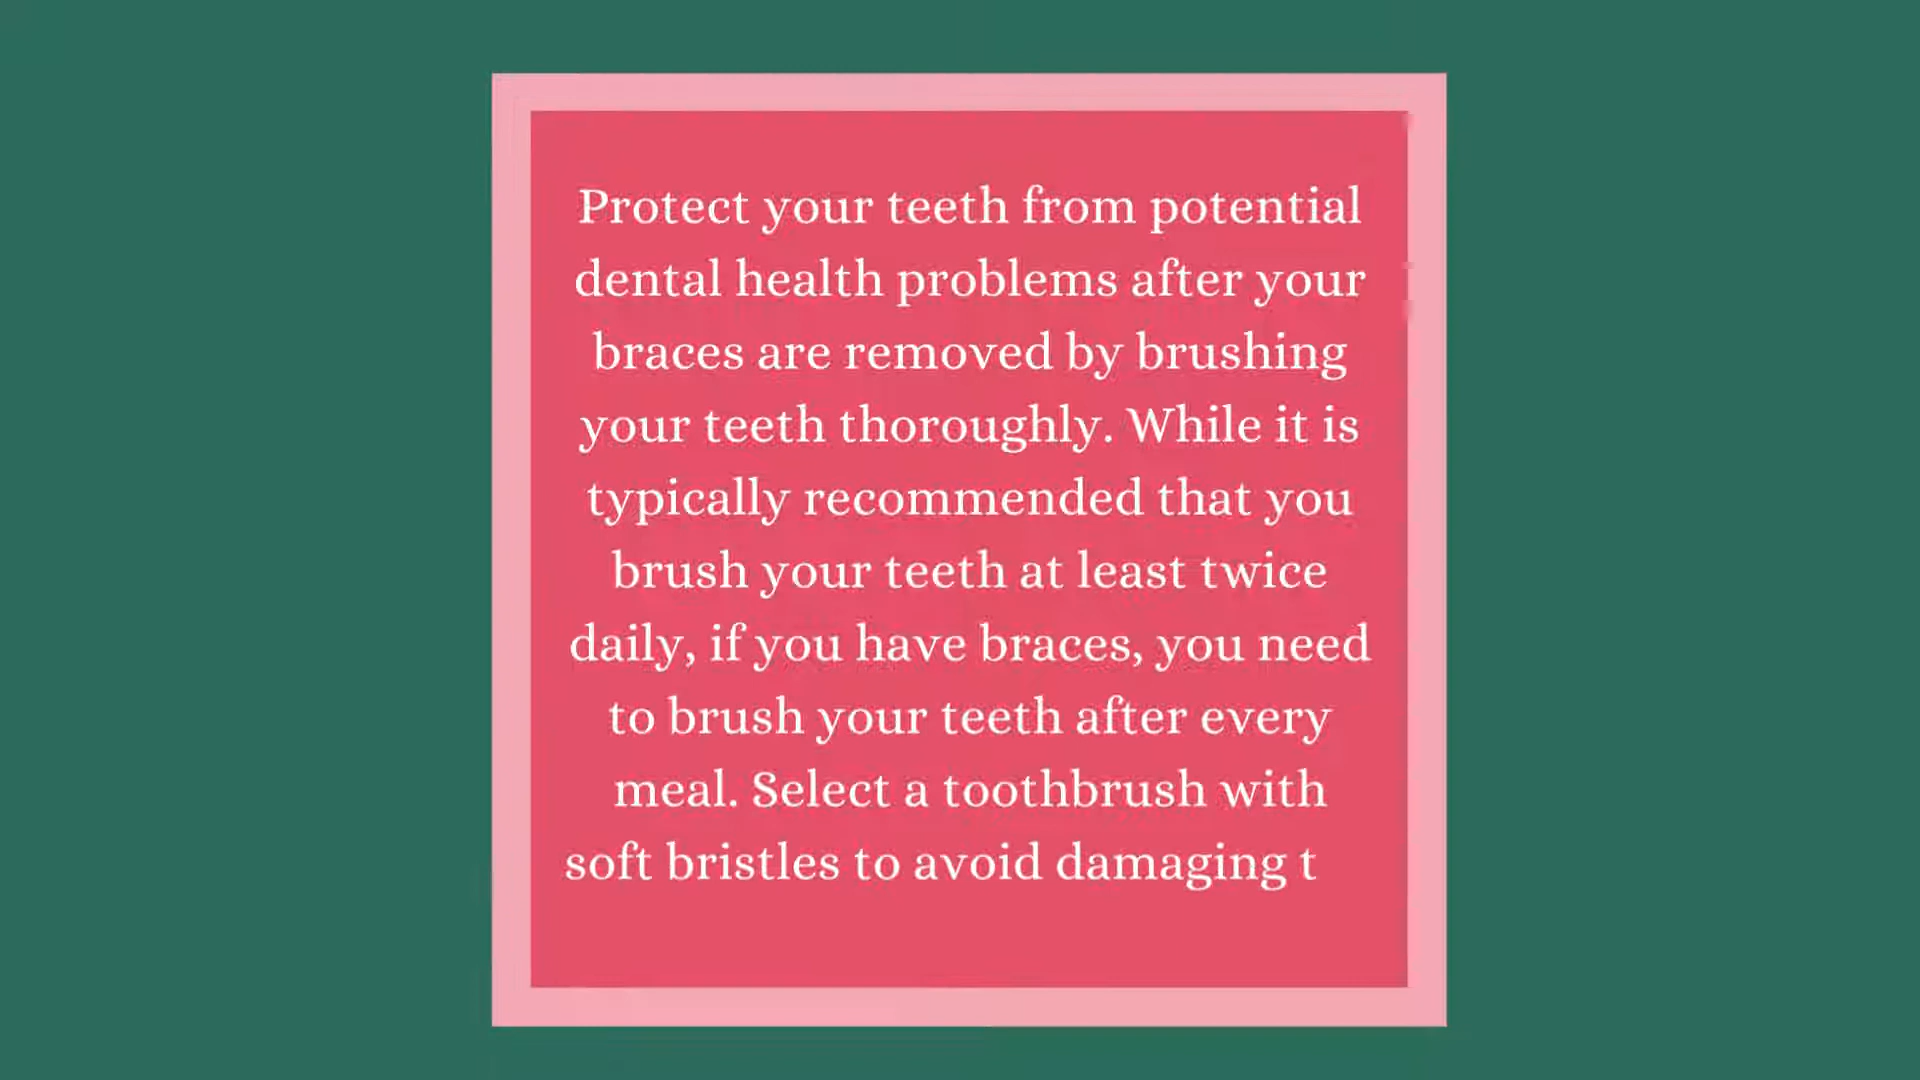 Protect your teeth from potential
dental health problems after your
braces are removed by brushing
your teeth thoroughly. While it is
typically recommended that you
brush your teeth at least twice
daily, if you have braces, you need
to brush your teeth after every
meal. Select a toothbrush with
soft bristles to avoid damaging t